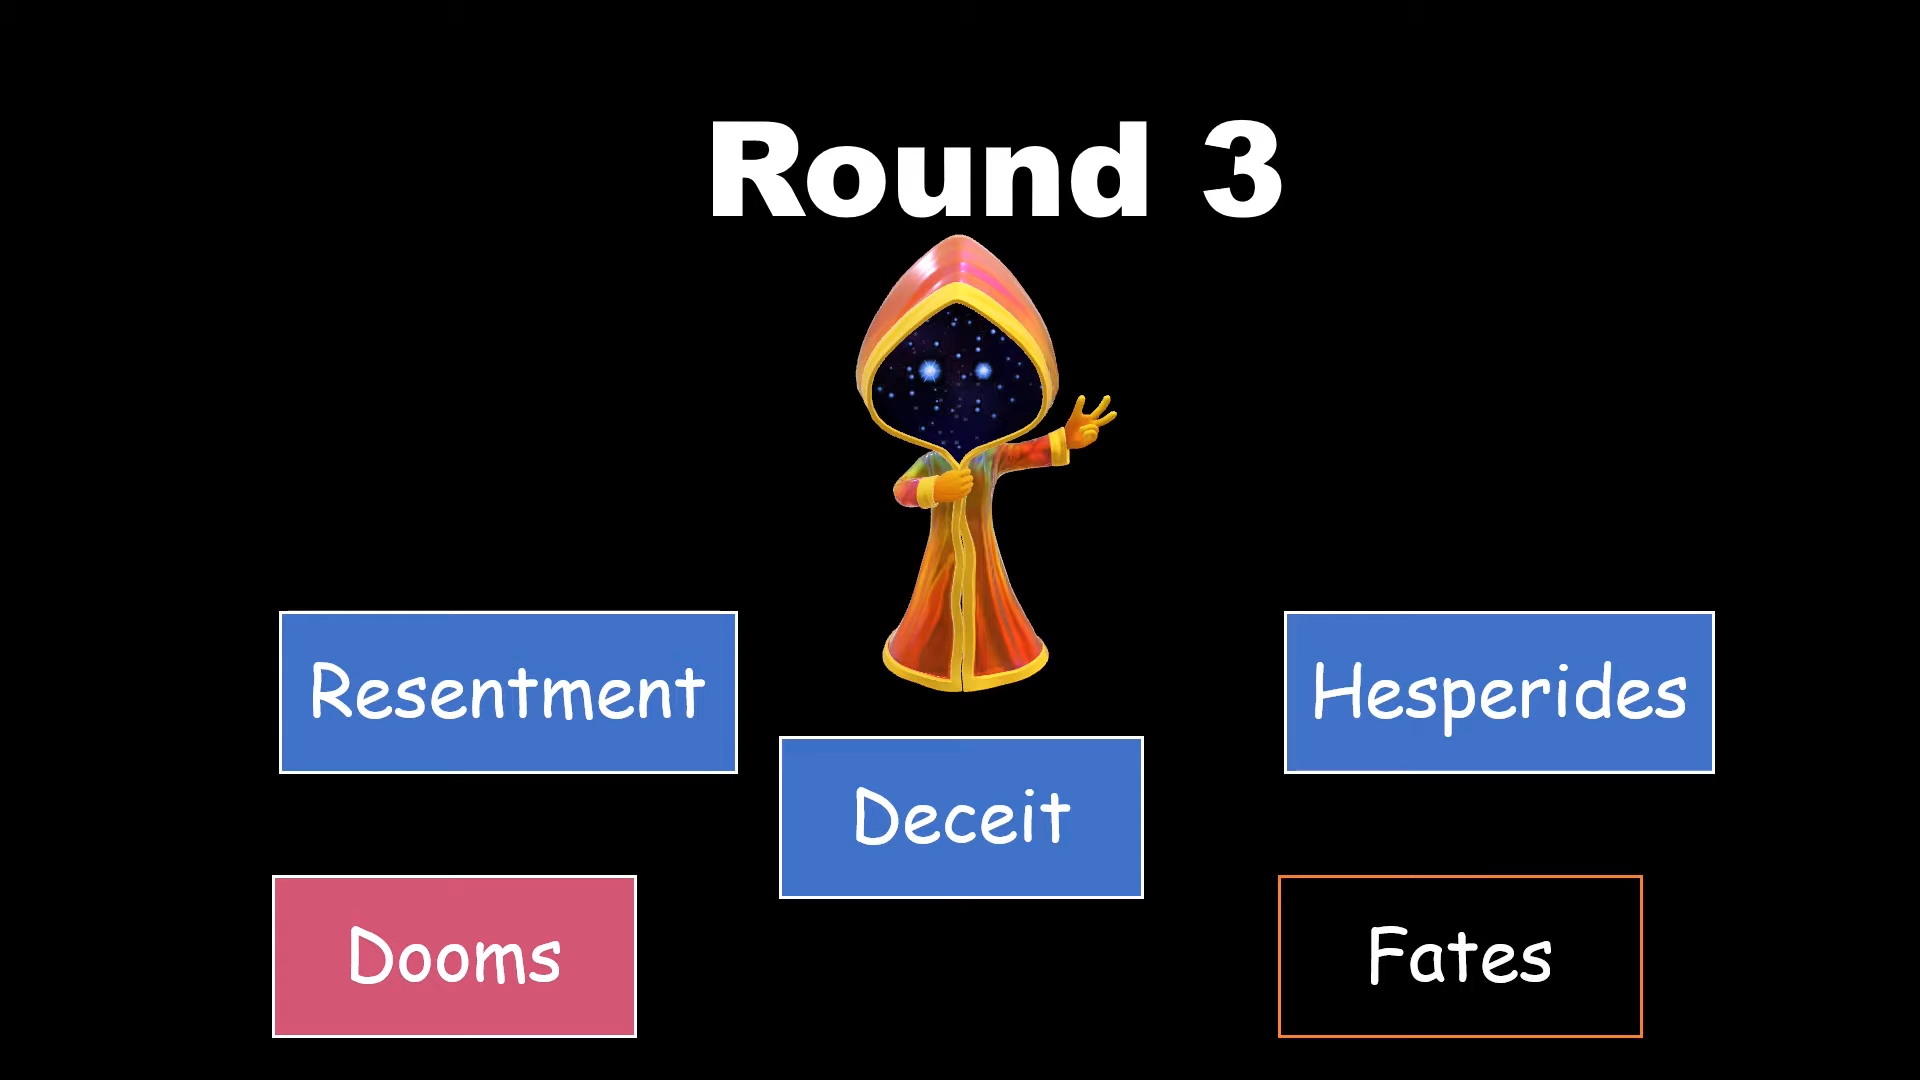 Round 3
Resentment
Hesperides
Deceit
Dooms
Fates